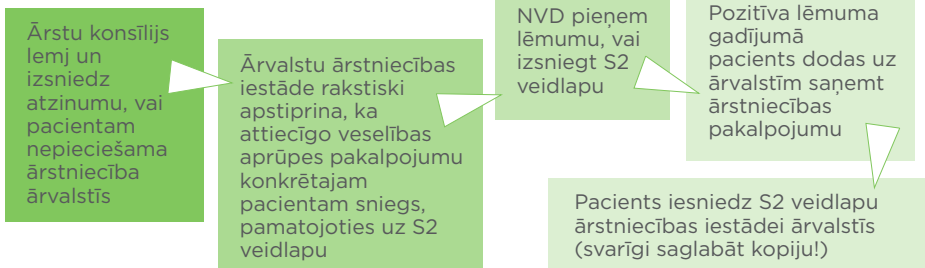 Ārstu konsīlijs
lemj un
izsniedz
atzinumu, vai
pacientam
nepieciešama
ārstniecība
ārvalstīs
Ārvalstu ārstniecības
iestāde rakstiski
apstiprina, ka
attiecīgo veselības
aprūpes pakalpojumu
konkrētajam
pacientam sniegs,
pamatojoties uz S2
veidlapu
NVD pieņem
lēmumu, vai
izsniegt S2
veidlapu
Pozitīva lēmuma
gadījumā
pacients dodas uz
ārvalstīm saņemt
ārstniecības
pakalpojumu
Pacients iesniedz S2 veidlapu
ārstniecības iestādei ārvalstīs
(svarīgi saglabāt kopiju!)